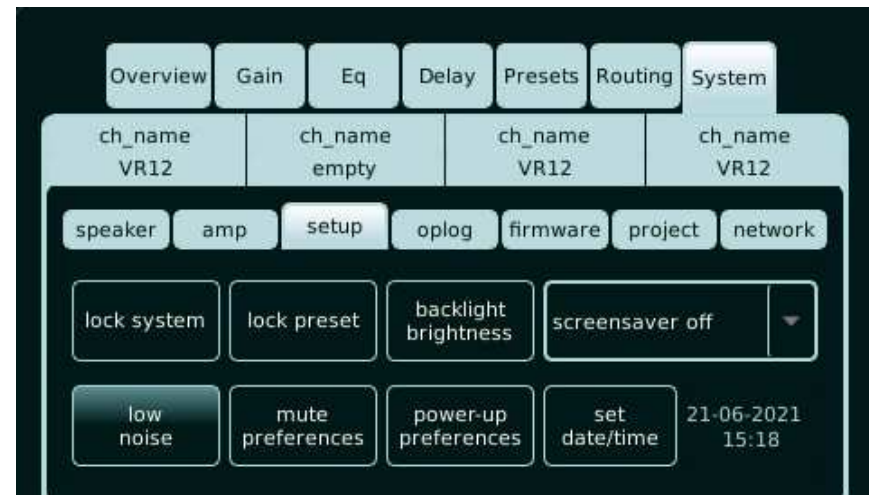 Overview Gain Eq Delay Presets Routing System
ch_name ch_name ch_name ch_name
VR12 empty VR12 VR12
speaker amp setup oplog firmware project network
lock system lock preset backlight brightness screensaver off
low noise mute preferences power-up preferences set date/time 21-06-2021 15:18